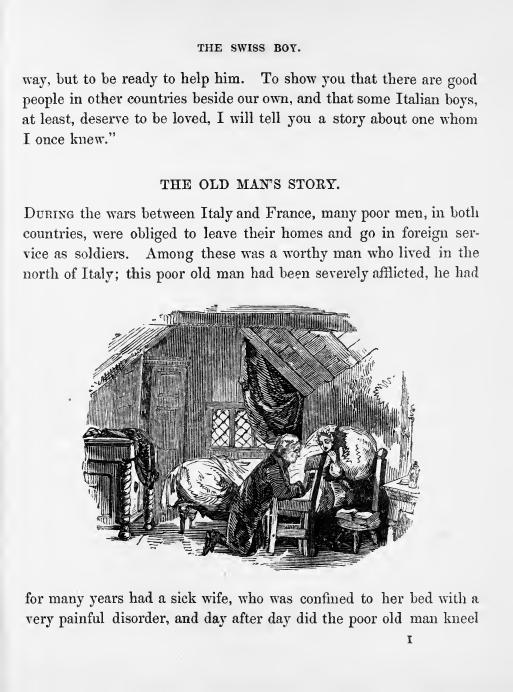 THE SWISS BOY.
way, but to be ready to help him. To show you that there are good
people in other countries beside our own, and that some Italian boys,
at least, deserve to be loved, I will tell you a story about one whom
I once knew."
THE OLD MAN'S STORY.
DURING the wars between Italy and France, many poor men, in both
countries, were obliged to leave their homes and go in foreign ser-
vice as soldiers. Among these was a worthy man who lived in the
north of Italy; this poor old man had been severely afflicted, he had
for many years had a sick wife, who was confined to her bed with a
very painful disorder, and day after day did the poor old man kneel
I